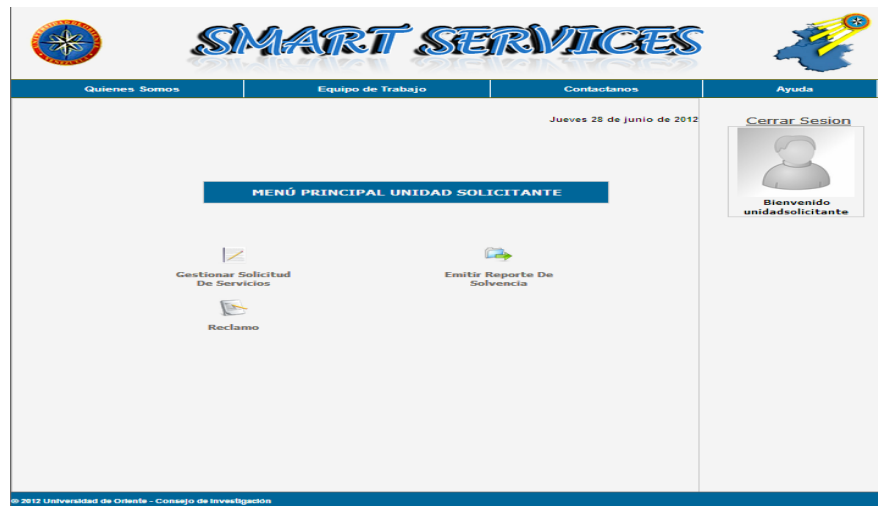 SMART SERVICES
Quienes Somos
Equipo de Trabajo
Contactanos
Ayuda
Jueves 28 de junio de 2012
Cerrar Sesion
Bienvenido
unidadsolicitante
MENÚ PRINCIPAL UNIDAD SOLICITANTE
Gestionar Solicitud
De Servicios
Emitir Reporte De
Solvencia
Reclamo
© 2012 Universidad de Oriente - Consejo de Investigación